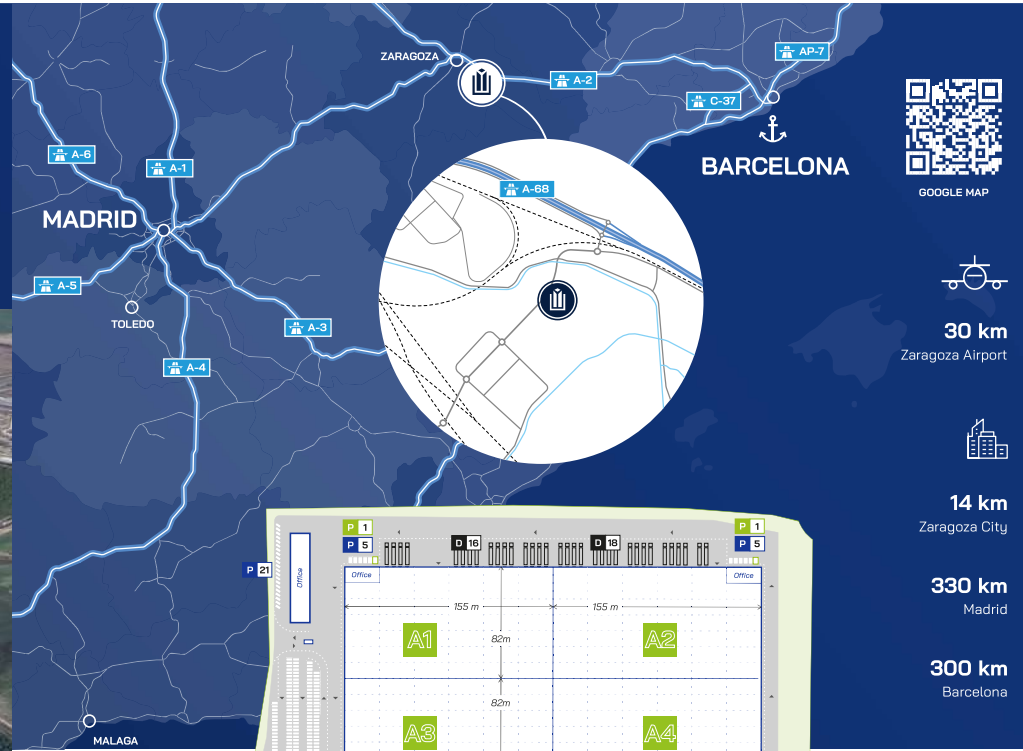 ZARAGOZA
A-2
AP-7
C-37
BARCELONA
GOOGLE MAP
A-6
A-1
A-68
MADRID
A-5
TOLEDO
A-3
A-4
30 km
Zaragoza Airport
14 km
Zaragoza City
330 km
Madrid
300 km
Barcelona
P 1
P 5
D 16
D 18
P 1
P 5
P 21
Office
Office
Office
155 m
155 m
A1
82m
A2
82m
A3
A4
MALAGA